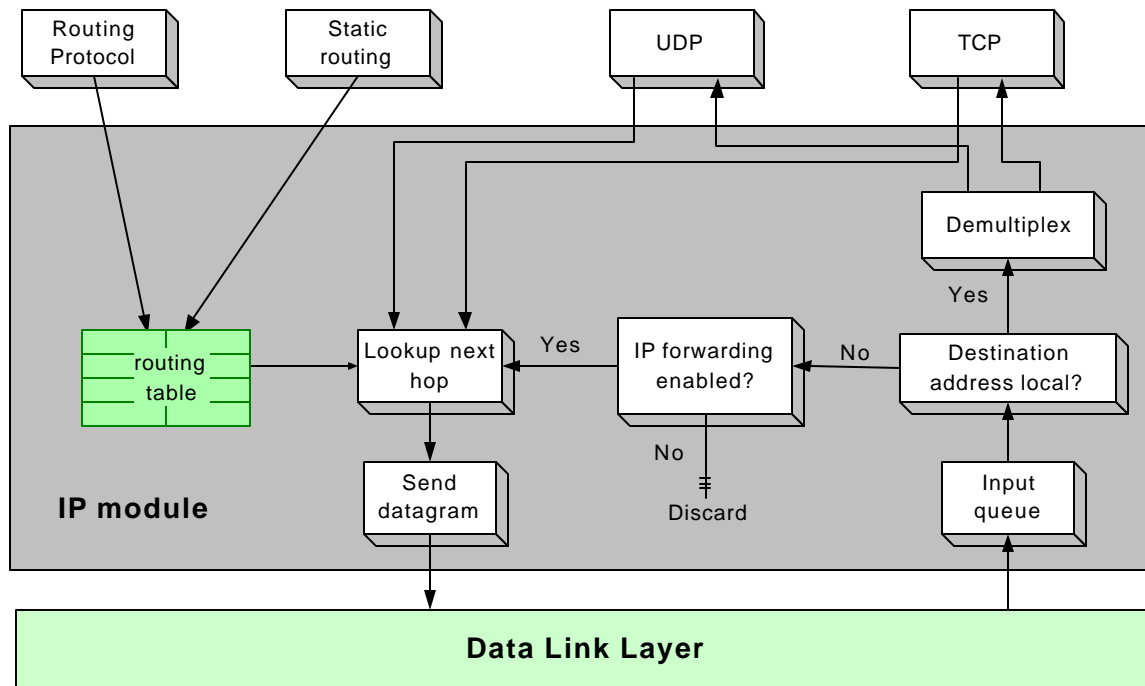 Routing
Protocol
Static
routing
UDP
TCP
Demultiplex
Yes
routing
table
Lookup next
hop
Yes
IP forwarding
enabled?
No
Destination
address local?
No
Discard
Send
datagram
Input
queue
IP module
Data Link Layer